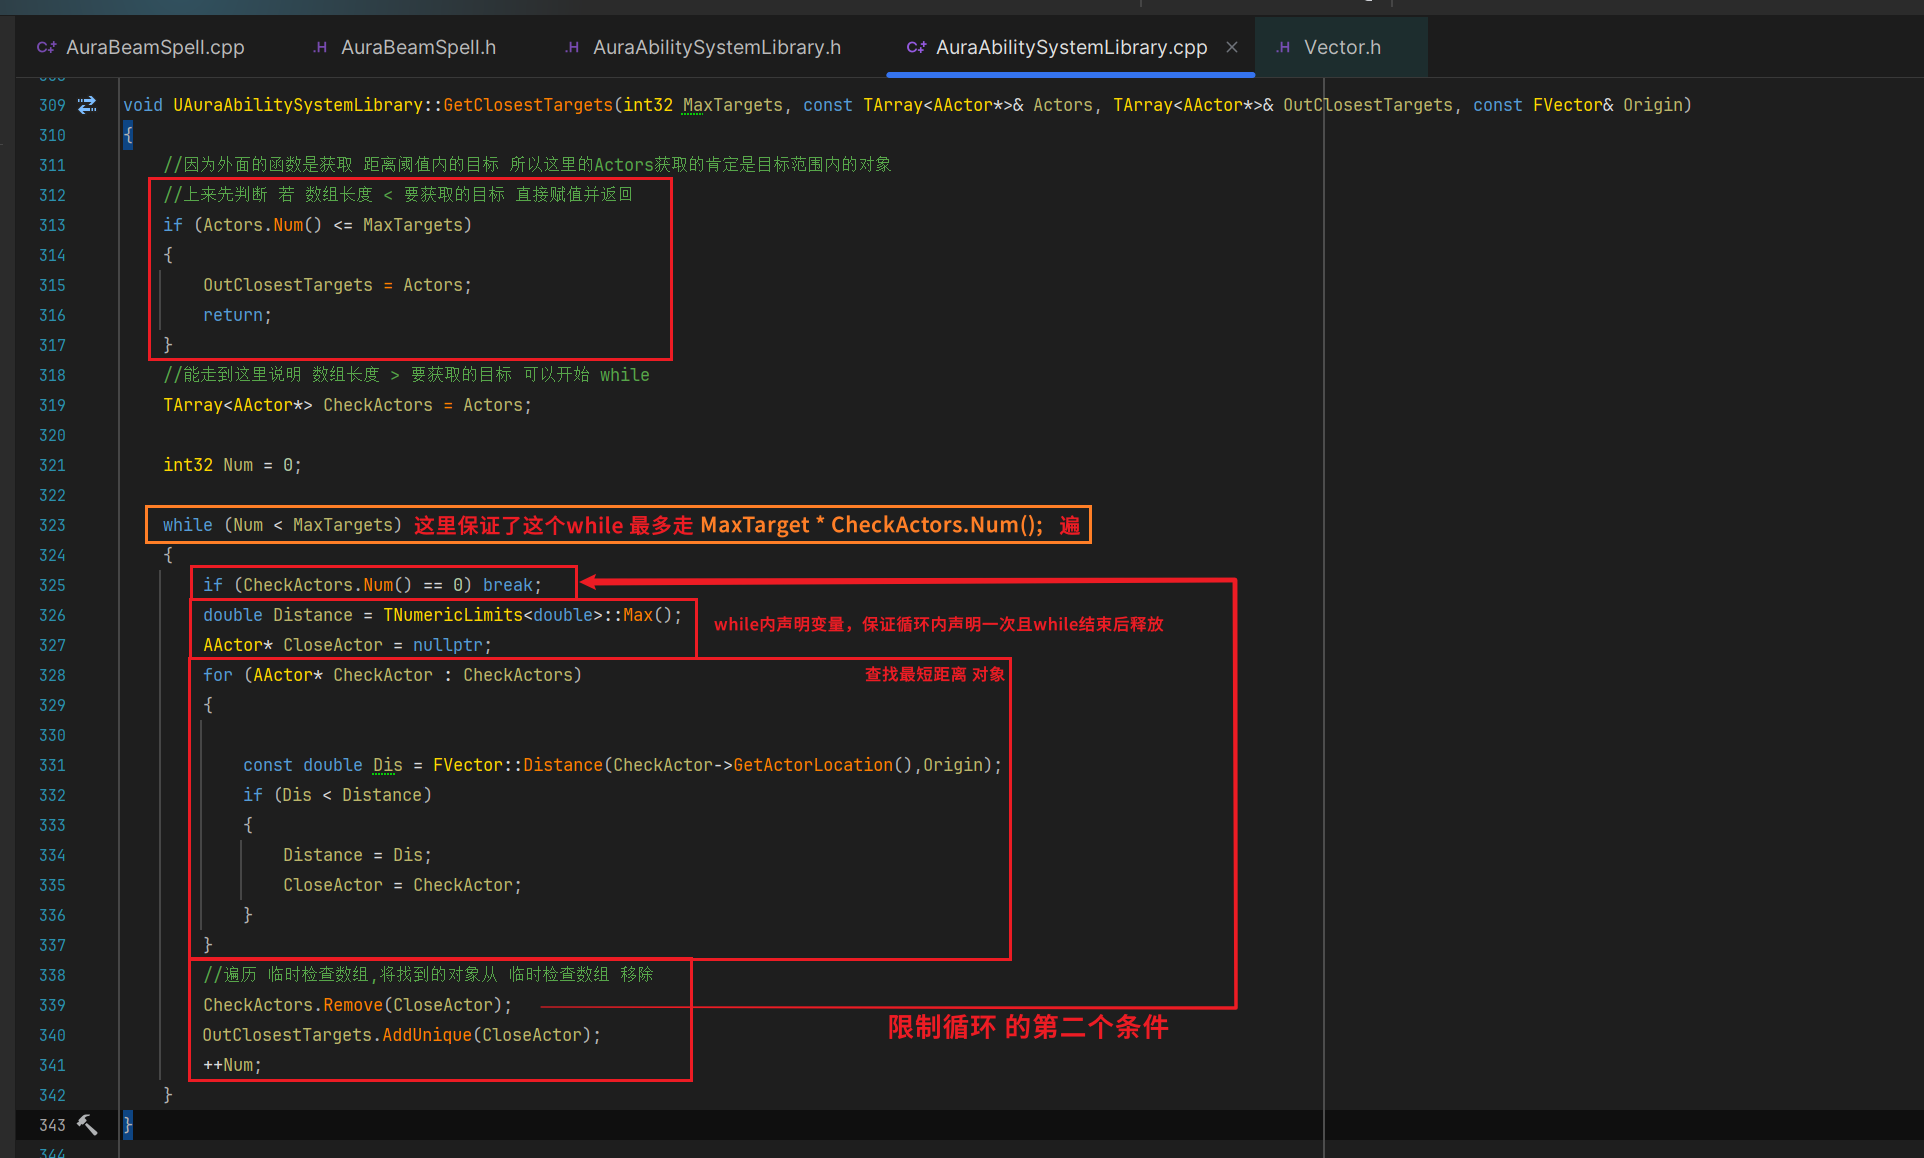 AuraBeamSpell.cpp
.H AuraBeamSpell.h
.H AuraAbilitySystemLibrary.h
C++ AuraAbilitySystemLibrary.cpp
.H Vector.h
309 void UAuraAbilitySystemLibrary::GetClosestTargets(int32 MaxTargets, const TArray<AActor*>& Actors, TArray<AActor*>& OutClosestTargets, const FVector& Origin)
310 {
311 //因为外面的函数是获取 距离阈值内的目标 所以这里的Actors获取的肯定是目标范围内的对象
312 //上来先判断 若 数组长度 < 要获取的目标 直接赋值并返回
313 if (Actors.Num() <= MaxTargets)
314 {
315 OutClosestTargets = Actors;
316 return;
317 }
318 //能走到这里说明 数组长度 > 要获取的目标 可以开始 while
319 TArray<AActor*> CheckActors = Actors;
320
321 int32 Num = 0;
322
323 while (Num < MaxTargets) 这里保证了这个while 最多走 MaxTarget * CheckActors.Num(); 遍
324 {
325 if (CheckActors.Num() == 0) break;
326 double Distance = TNumericLimits<double>::Max();
while内声明变量，保证循环内声明一次且while结束后释放
327 AActor* CloseActor = nullptr;
328 for (AActor* CheckActor : CheckActors) 查找最短距离 对象
329 {
330
331 const double Dis = FVector::Distance(CheckActor->GetActorLocation(),Origin);
332 if (Dis < Distance)
333 {
334 Distance = Dis;
335 CloseActor = CheckActor;
336 }
337 }
338 //遍历 临时检查数组,将找到的对象从 临时检查数组 移除
339 CheckActors.Remove(CloseActor);
限制循环 的第二个条件
340 OutClosestTargets.AddUnique(CloseActor);
341 ++Num;
342 }
343 }
344